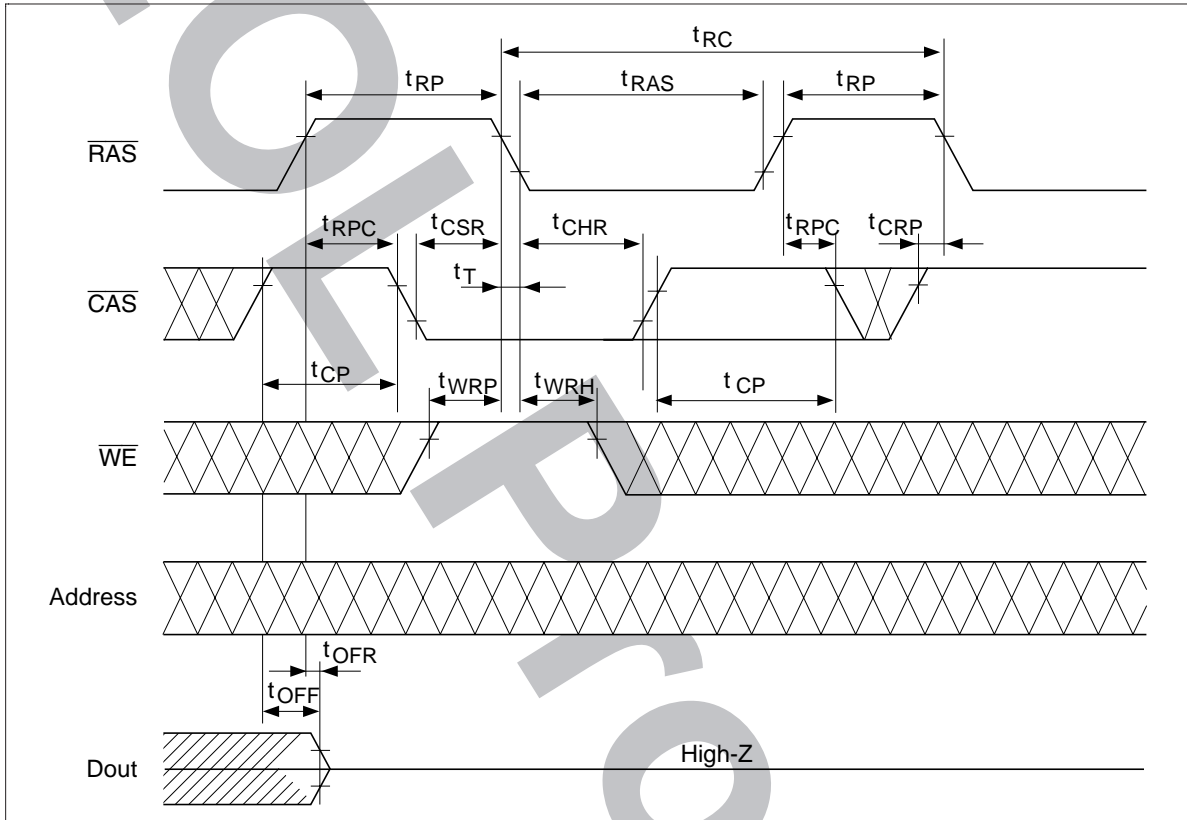 tRC
tRP
tRAS
tRP
RAS
tRPC
tCSR
tCHR
tRPC
tCRP
tT
CAS
tCP
tWRP
tWRH
tCP
WE
Address
tOFR
tOFF
High-Z
Dout